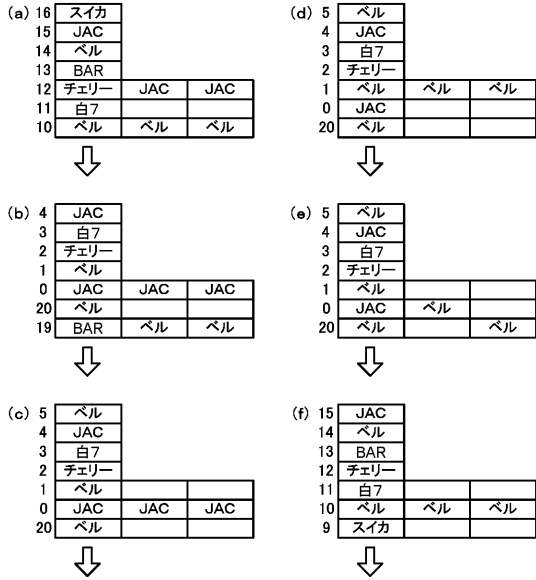 (a) 16 スイカ
15 JAC
14 ベル
13 BAR
12 チェリー JAC JAC
11 白7
10 ベル ベル ベル
(b) 4 JAC
3 白7
2 チェリー
1 ベル
0 JAC JAC JAC
20 ベル
19 BAR ベル ベル
(c) 5 ベル
4 JAC
3 白7
2 チェリー
1 ベル
0 JAC JAC JAC
20 ベル
(d) 5 ベル
4 JAC
3 白7
2 チェリー
1 ベル ベル ベル
0 JAC
20 ベル
(e) 5 ベル
4 JAC
3 白7
2 チェリー
1 ベル
0 JAC ベル
20 ベル ベル
(f) 15 JAC
14 ベル
13 BAR
12 チェリー
11 白7
10 ベル ベル ベル
9 スイカ